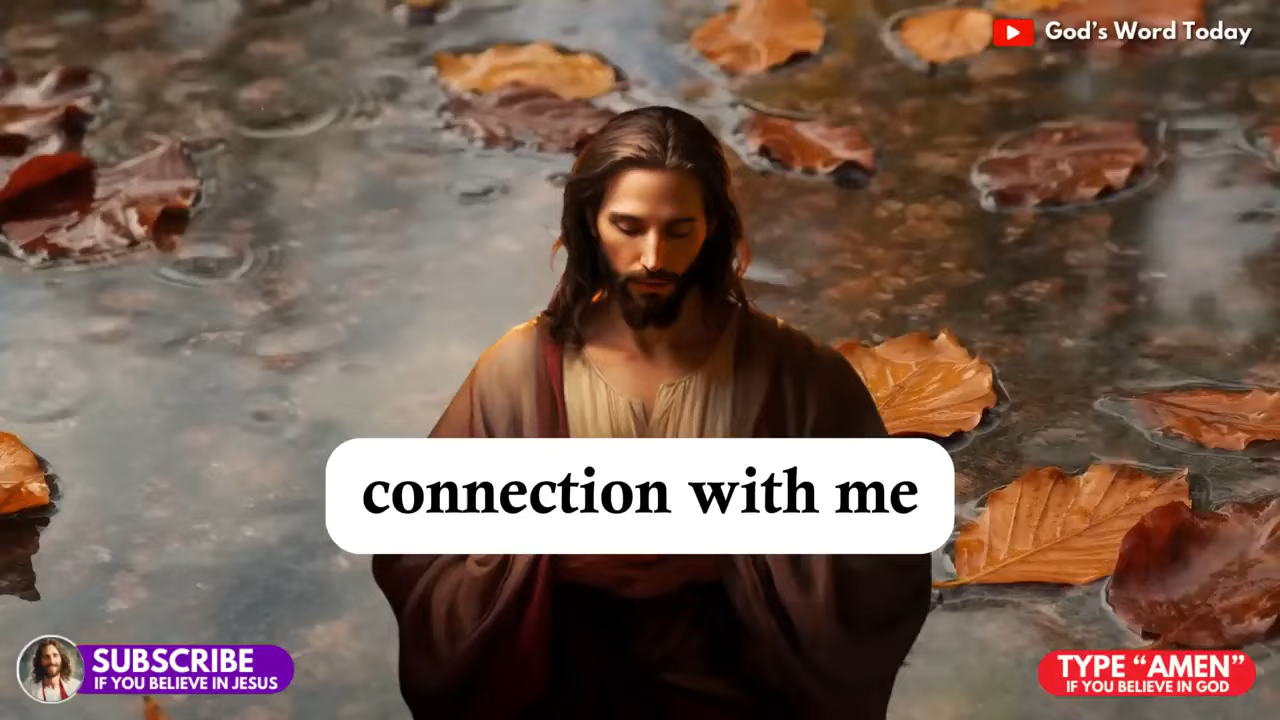 God's Word Today
connection with me
SUBSCRIBE
IF YOU BELIEVE IN JESUS
TYPE “AMEN”
IF YOU BELIEVE IN GOD